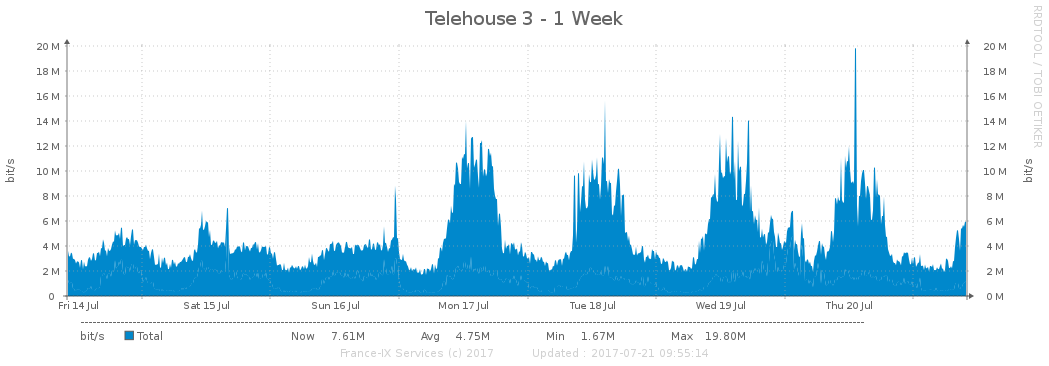 Telehouse 3 - 1 Week
RRDTOOL / TOBI OETIKER
bit/s
20 M 20 M
18 M 18 M
16 M 16 M
14 M 14 M
12 M 12 M
10 M 10 M
8 M 8 M
6 M 6 M
4 M 4 M
2 M 2 M
0 0 M
bit/s
Fri 14 Jul Sat 15 Jul Sun 16 Jul Mon 17 Jul Tue 18 Jul Wed 19 Jul Thu 20 Jul
bit/s Total Now 7.61M Avg 4.75M Min 1.67M Max 19.80M
France-IX Services (c) 2017 Updated : 2017-07-21 09:55:14